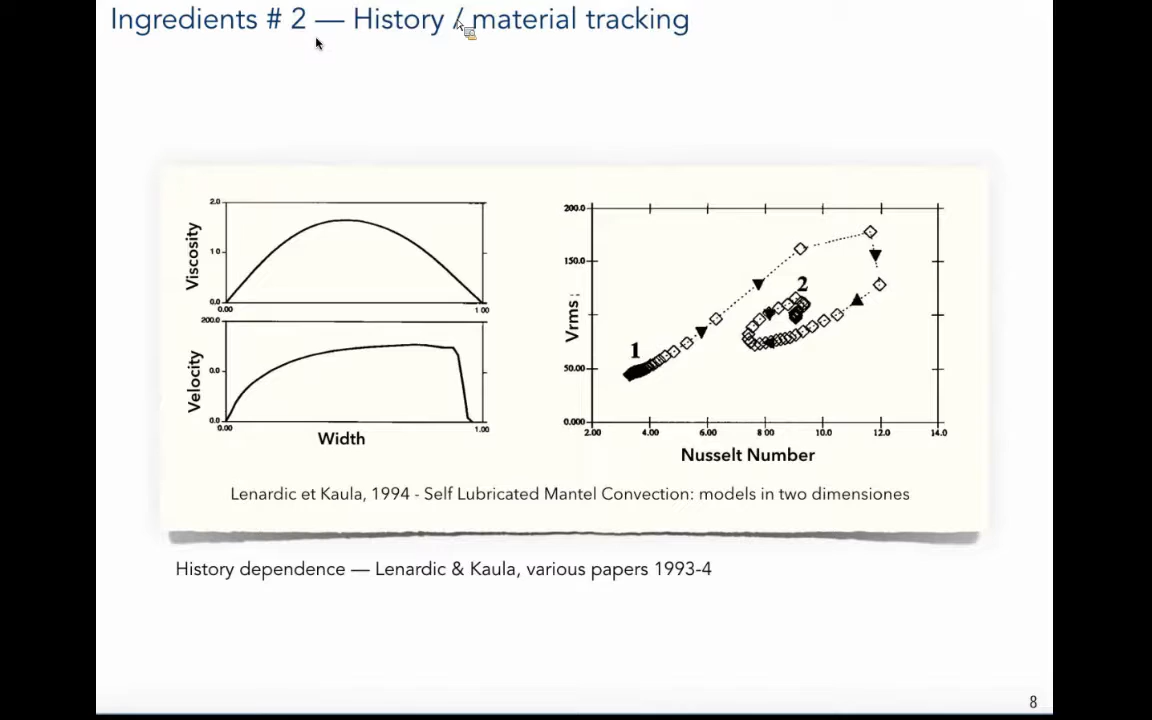 Ingredients # 2 — History / material tracking
Viscosity
2.0
1 0
0.0
0.00
1 00
Velocity
200.0
0.0
0.0
0.00
1.00
Width
Vrms
200.0
150.0
50.00
0.000
2.00 4.00 6.00 8 00 10.0 12.0 14.0
1
2
Nusselt Number
Lenardic et Kaula, 1994 - Self Lubricated Mantel Convection: models in two dimensiones
History dependence — Lenardic & Kaula, various papers 1993-4
8